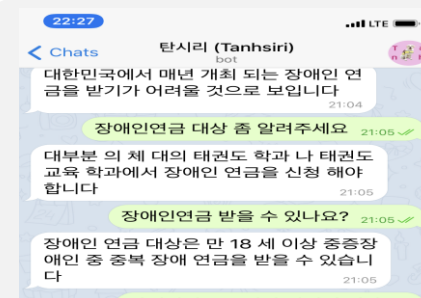 22:27
LTE
Chats
탄시리 (Tanhsiri)
bot
대한민국에서 매년 개최 되는 장애인 연
금을 받기가 어려울 것으로 보입니다
21:04
장애인연금 대상 좀 알려주세요 21:05
대부분 의 체 대의 태권도 학과 나 태권도
교육 학과에서 장애인 연금을 신청 해야
합니다
21:05
장애인연금 받을 수 있나요? 21:05
장애인 연금 대상은 만 18 세 이상 중증장
애인 중 중복 장애 연금을 받을 수 있습니
다
21:05